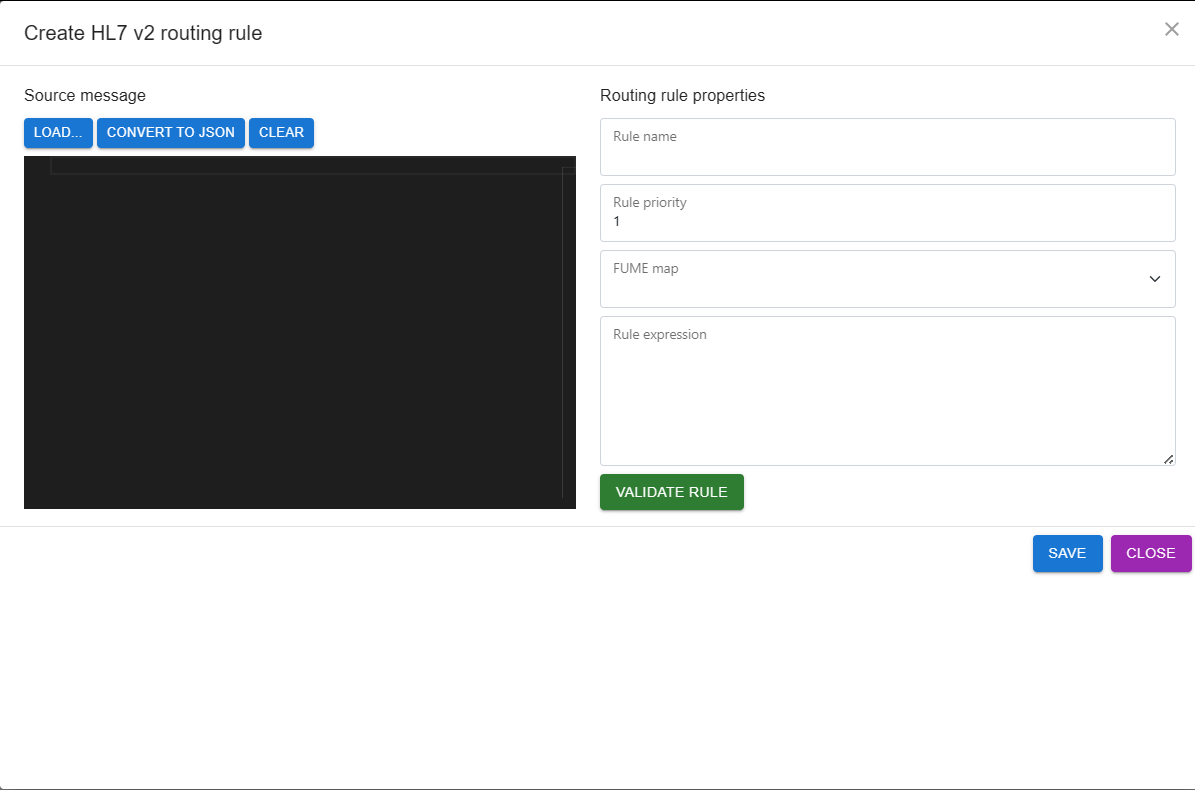 Create HL7 v2 routing rule
Source message
LOAD... CONVERT TO JSON CLEAR
Routing rule properties
Rule name
Rule priority
1
FUME map
Rule expression
VALIDATE RULE
SAVE CLOSE